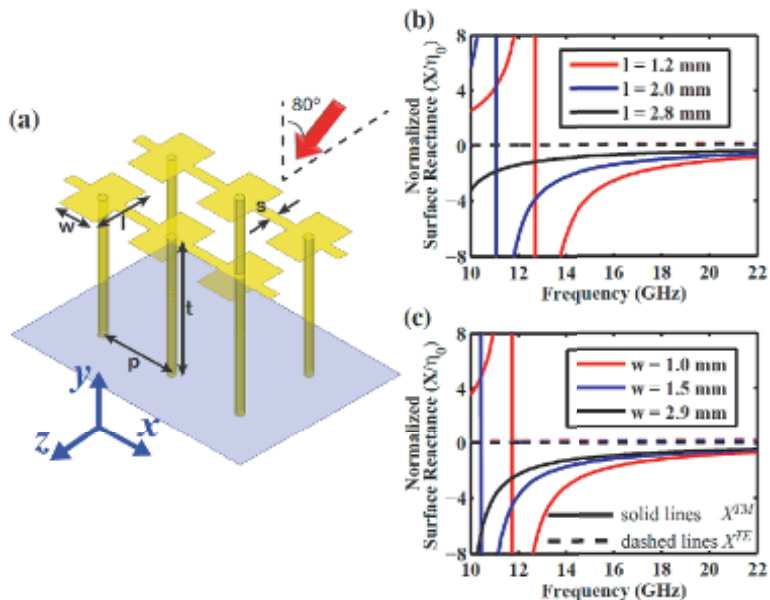 (a)
80°
w
l
s
t
p
y
z
x
(b)
Normalized
Surface Reactance (X/η0)
8
4
0
−4
−8
l = 1.2 mm
l = 2.0 mm
l = 2.8 mm
10 12 14 16 18 20 22
Frequency (GHz)
(c)
Normalized
Surface Reactance (X/η0)
8
4
0
−4
−8
w = 1.0 mm
w = 1.5 mm
w = 2.9 mm
solid lines X^TM
dashed lines X^TE
10 12 14 16 18 20 22
Frequency (GHz)